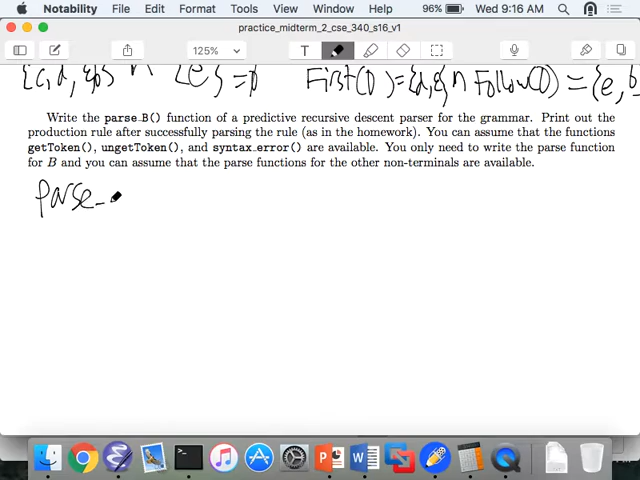 Notability File Edit Format Tools View Window Help 96% Wed 9:16 AM
practice_midterm_2_cse_340_s16_v1
125% T
{c,d,ε} ∩ {e}=∅ First(D)={d,ε} ∩ Follow(D)={e,b
Write the parse_B() function of a predictive recursive descent parser for the grammar. Print out the
production rule after successfully parsing the rule (as in the homework). You can assume that the functions
getToken(), ungetToken(), and syntax_error() are available. You only need to write the parse function
for B and you can assume that the parse functions for the other non-terminals are available.
parse_